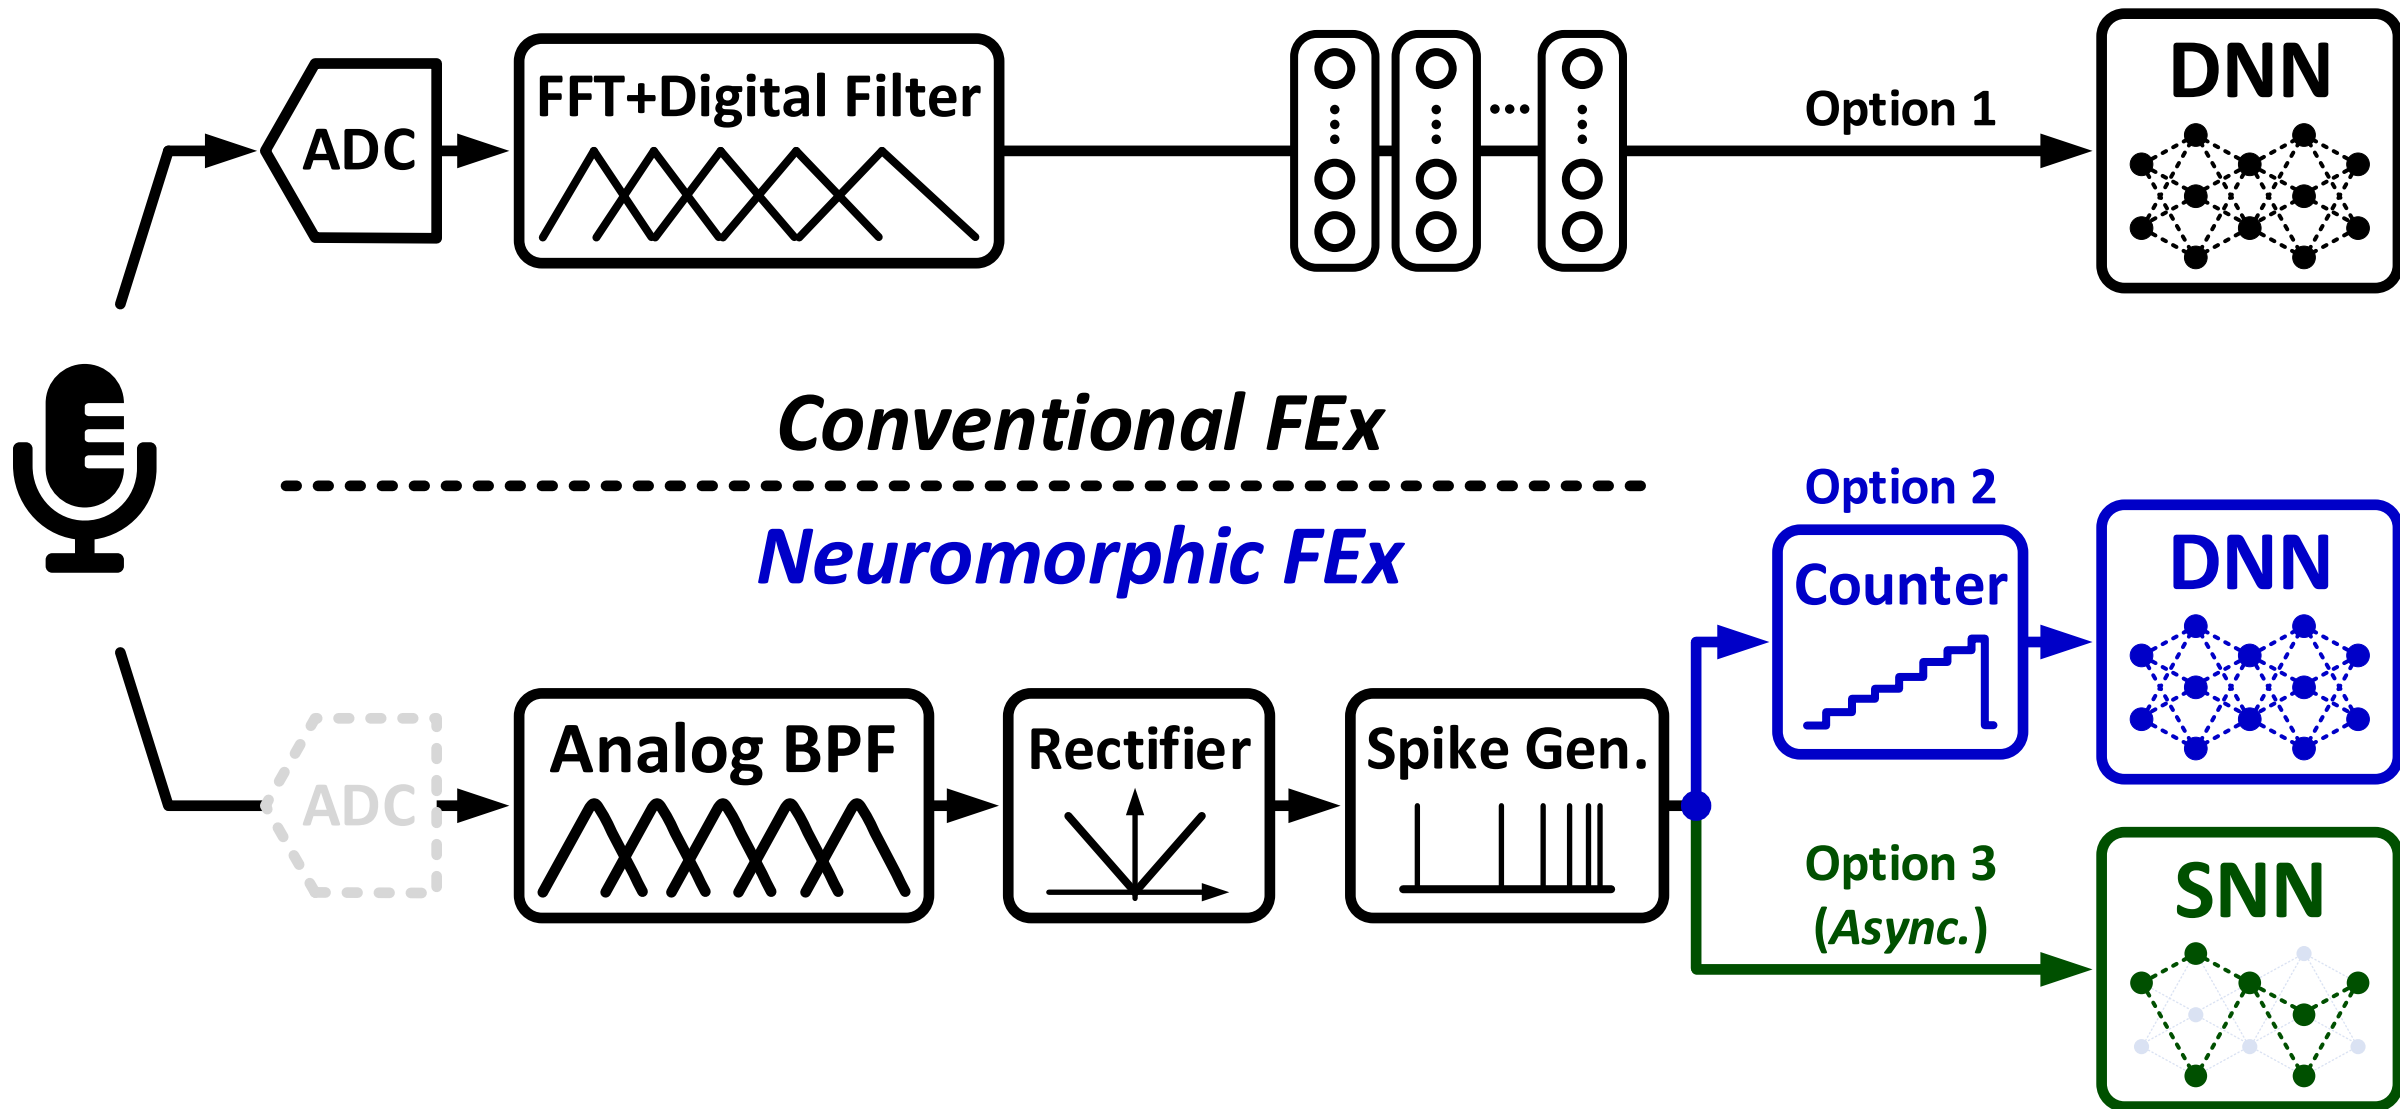 FFT+Digital Filter
ADC
Option 1
DNN
Conventional FEx
Neuromorphic FEx
Option 2
Counter
DNN
ADC
Analog BPF
Rectifier
Spike Gen.
Option 3
(Async.)
SNN